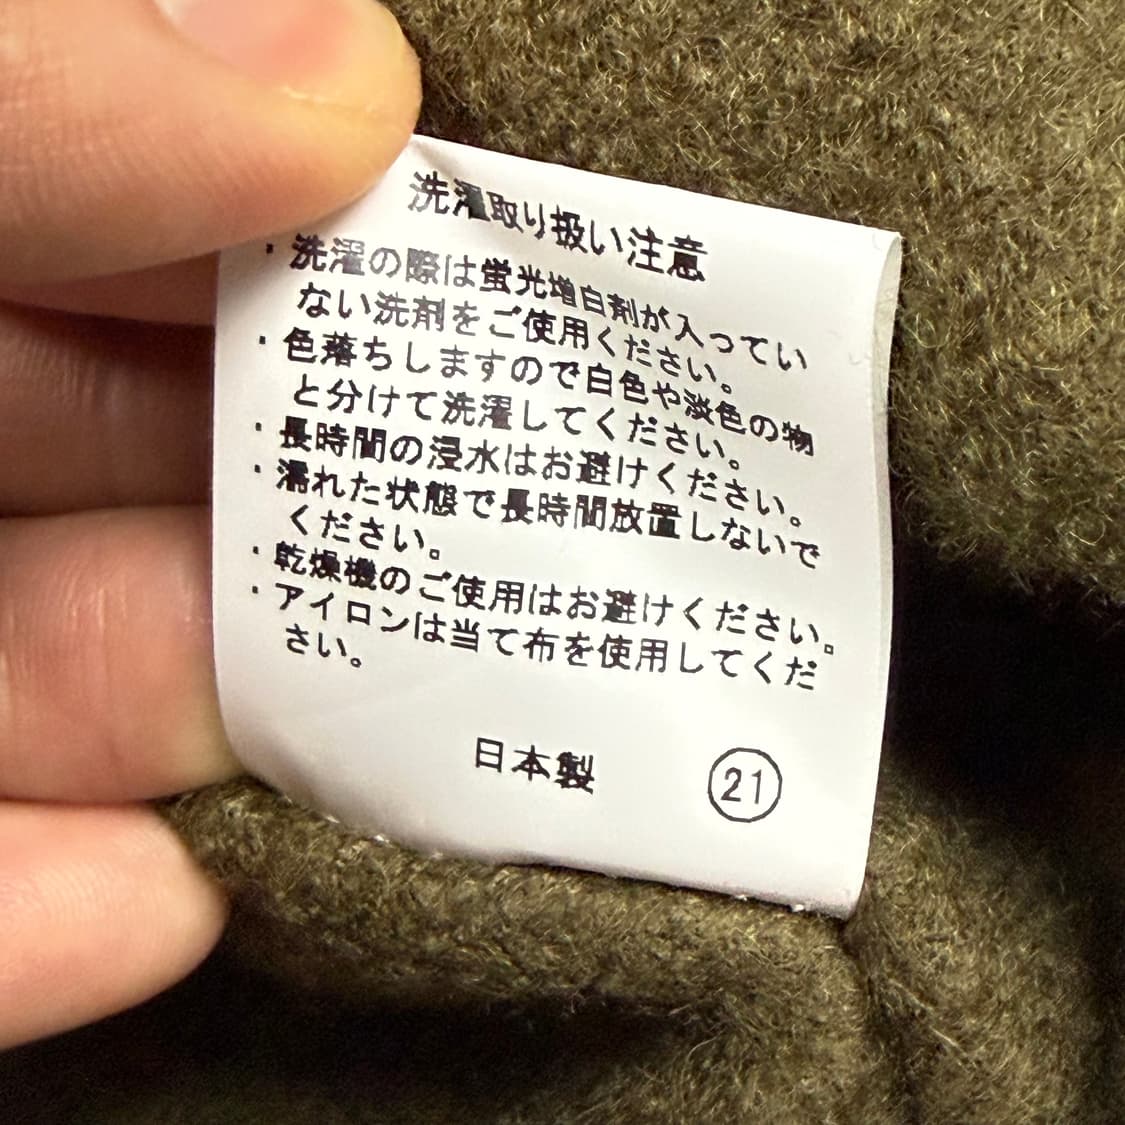 洗濯取り扱い注意
・洗濯の際は蛍光増白剤が入ってい
ない洗剤をご使用ください。
・色落ちしますので白色や淡色の物
と分けて洗濯してください。
・長時間の浸水はお避けください。
・濡れた状態で長時間放置しないで
ください。
・乾燥機のご使用はお避けください。
・アイロンは当て布を使用してくだ
さい。
日本製 21